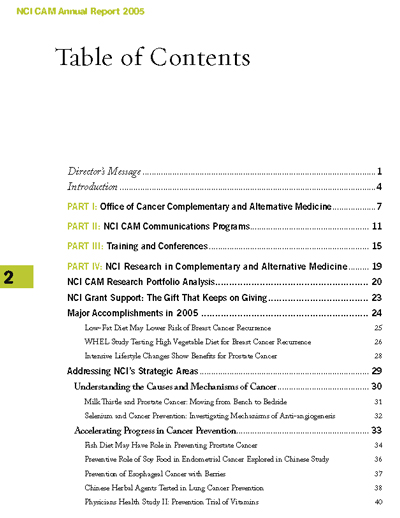 NCI CAM Annual Report 2005
Table of Contents
Director's Message 1
Introduction 4
PART I: Office of Cancer Complementary and Alternative Medicine 7
PART II: NCI CAM Communications Programs 11
PART III: Training and Conferences 15
2
PART IV: NCI Research in Complementary and Alternative Medicine 19
NCI CAM Research Portfolio Analysis 20
NCI Grant Support: The Gift That Keeps on Giving 23
Major Accomplishments in 2005 24
Low-Fat Diet May Lower Risk of Breast Cancer Recurrence 25
WHEL Study Testing High Vegetable Diet for Breast Cancer Recurrence 26
Intensive Lifestyle Changes Show Benefits for Prostate Cancer 28
Addressing NCI's Strategic Areas 29
Understanding the Causes and Mechanisms of Cancer 30
Milk Thistle and Prostate Cancer: Moving from Bench to Bedside 31
Selenium and Cancer Prevention: Investigating Mechanisms of Anti-angiogenesis 32
Accelerating Progress in Cancer Prevention 33
Fish Diet May Have Role in Preventing Prostate Cancer 34
Preventive Role of Soy Food in Endometrial Cancer Explored in Chinese Study 36
Prevention of Esophageal Cancer with Berries 37
Chinese Herbal Agents Tested in Lung Cancer Prevention 38
Physicians Health Study II: Prevention Trial of Vitamins 40